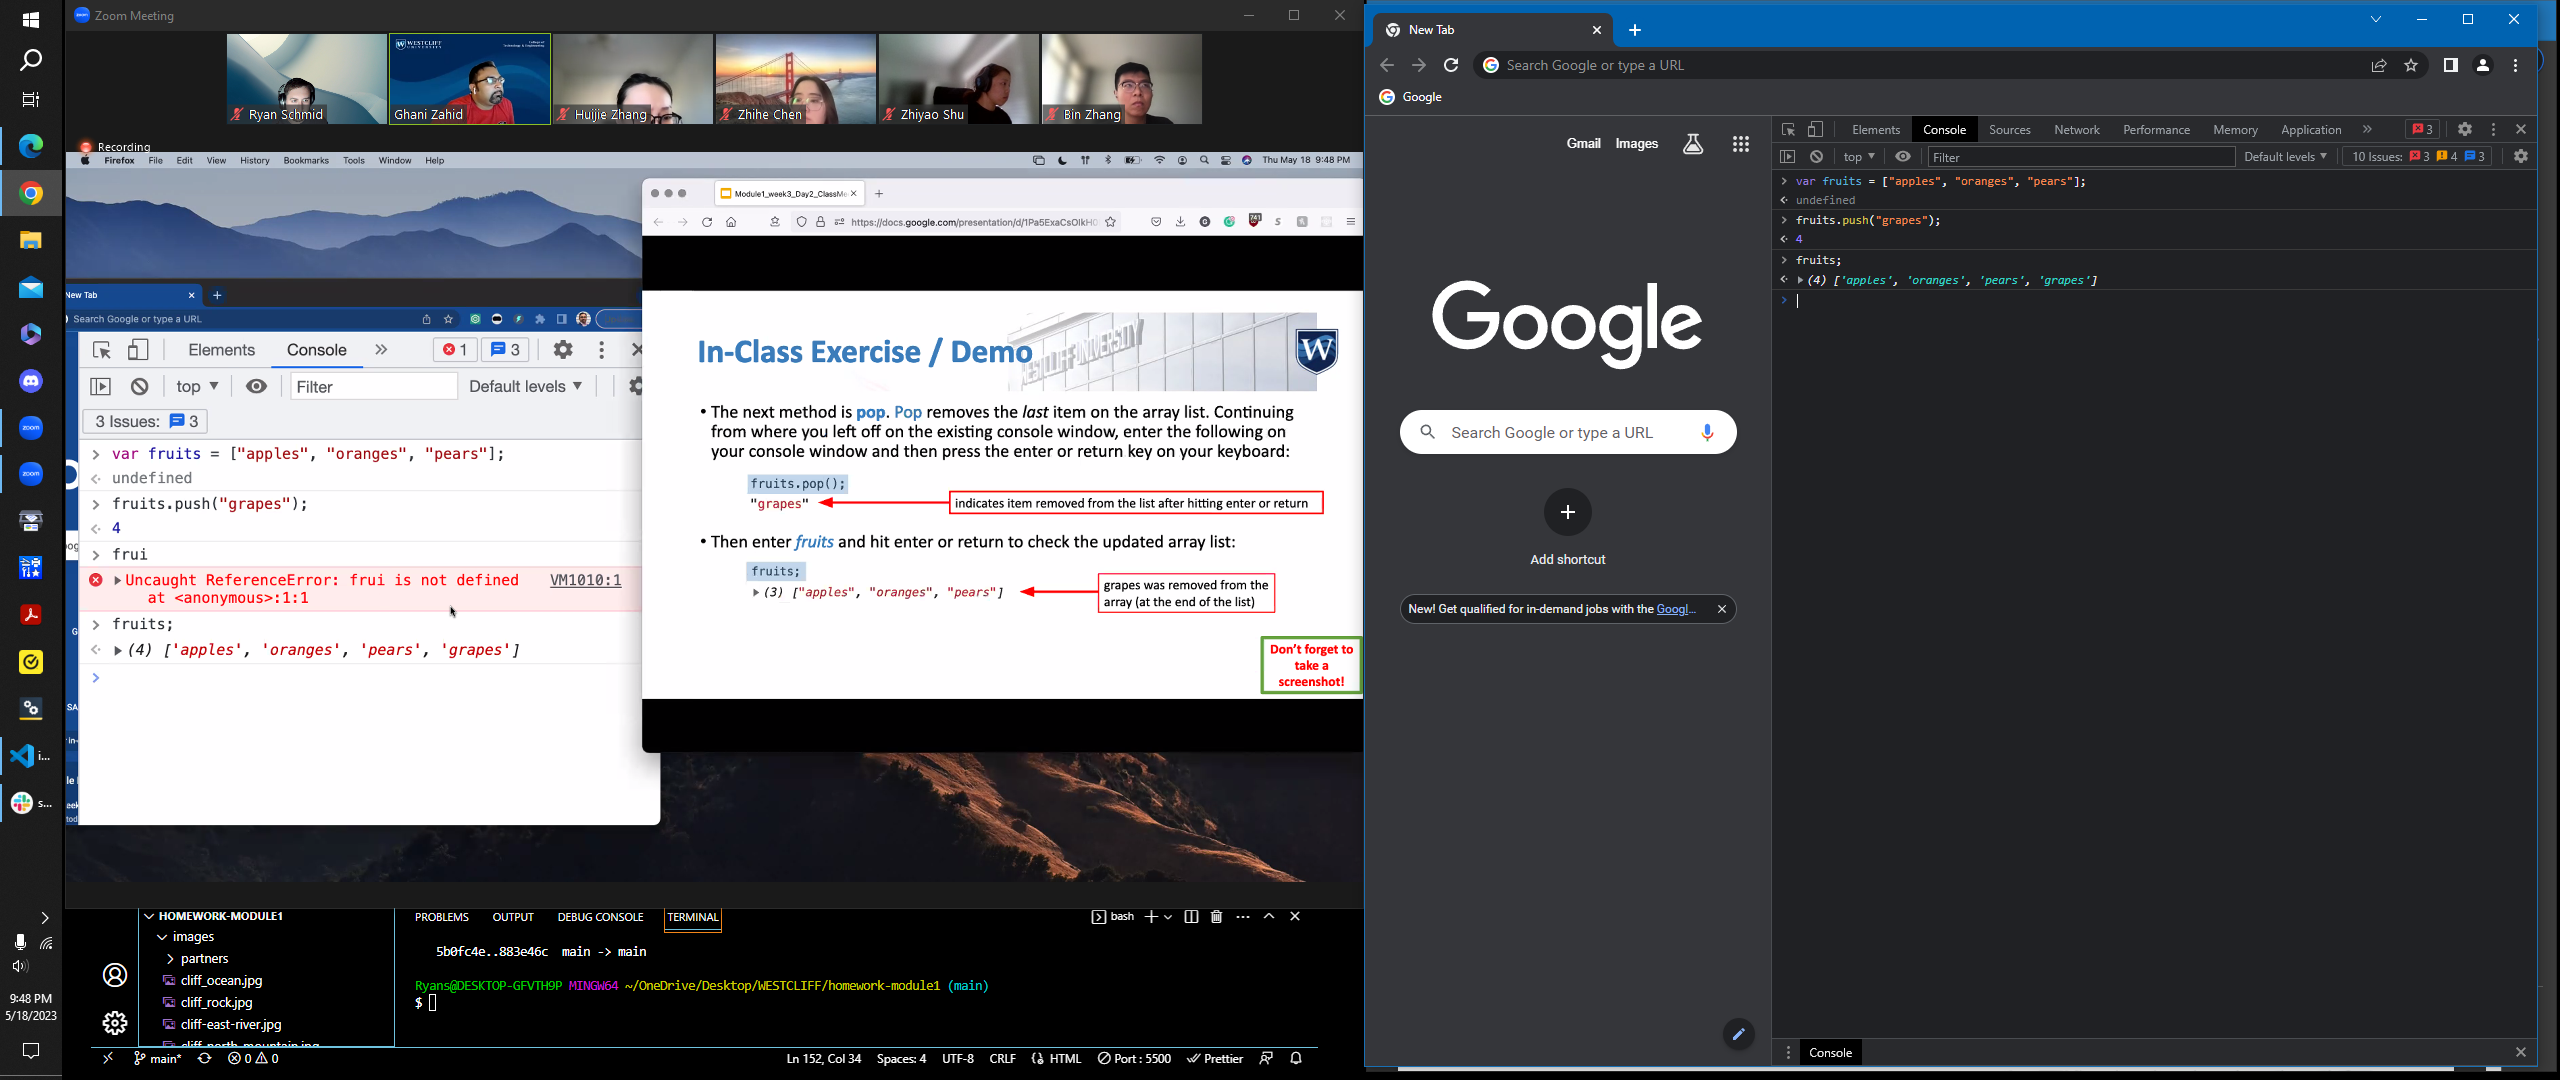 Zoom Meeting
WESTCLIFF
UNIVERSITY
Ryan Schmid
Ghani Zahid
Huijie Zhang
Zhihe Chen
Zhiyao Shu
Bin Zhang
Recording
Firefox File Edit View History Bookmarks Tools Window Help
Thu May 18 9:48 PM
Module1_week3_Day2_ClassMe
https://docs.google.com/presentation/d/1Pa5ExaCsOlkH0
New Tab
Search Google or type a URL
Elements Console » 1 3
top Filter Default levels
3 Issues: 3
> var fruits = ["apples", "oranges", "pears"];
undefined
> fruits.push("grapes");
4
> frui
Uncaught ReferenceError: frui is not defined VM1010:1
at <anonymous>:1:1
> fruits;
(4) ['apples', 'oranges', 'pears', 'grapes']
>
In-Class Exercise / Demo
WESTCLIFF UNIVERSITY
W
• The next method is pop. Pop removes the last item on the array list. Continuing
from where you left off on the existing console window, enter the following on
your console window and then press the enter or return key on your keyboard:
fruits.pop();
"grapes"
indicates item removed from the list after hitting enter or return
• Then enter fruits and hit enter or return to check the updated array list:
fruits;
(3) ["apples", "oranges", "pears"]
grapes was removed from the
array (at the end of the list)
Don't forget to
take a
screenshot!
HOMEWORK-MODULE1
images
partners
cliff_ocean.jpg
cliff_rock.jpg
cliff-east-river.jpg
cliff_north_mountain.jpg
PROBLEMS OUTPUT DEBUG CONSOLE TERMINAL
bash
5b0fc4e..883e46c main -> main
Ryans@DESKTOP-GFVTH9P MINGW64 ~/OneDrive/Desktop/WESTCLIFF/homework-module1 (main)
$
main* 0 0
Ln 152, Col 34 Spaces: 4 UTF-8 CRLF HTML Port : 5500 Prettier
zoom
zoom
i...
s...
9:48 PM
5/18/2023
New Tab
Search Google or type a URL
Google
Gmail Images
Google
Search Google or type a URL
Add shortcut
New! Get qualified for in-demand jobs with the Googl...
Elements Console Sources Network Performance Memory Application » 3
top Filter Default levels 10 Issues: 3 4 3
> var fruits = ["apples", "oranges", "pears"];
undefined
> fruits.push("grapes");
4
> fruits;
(4) ['apples', 'oranges', 'pears', 'grapes']
>
Console